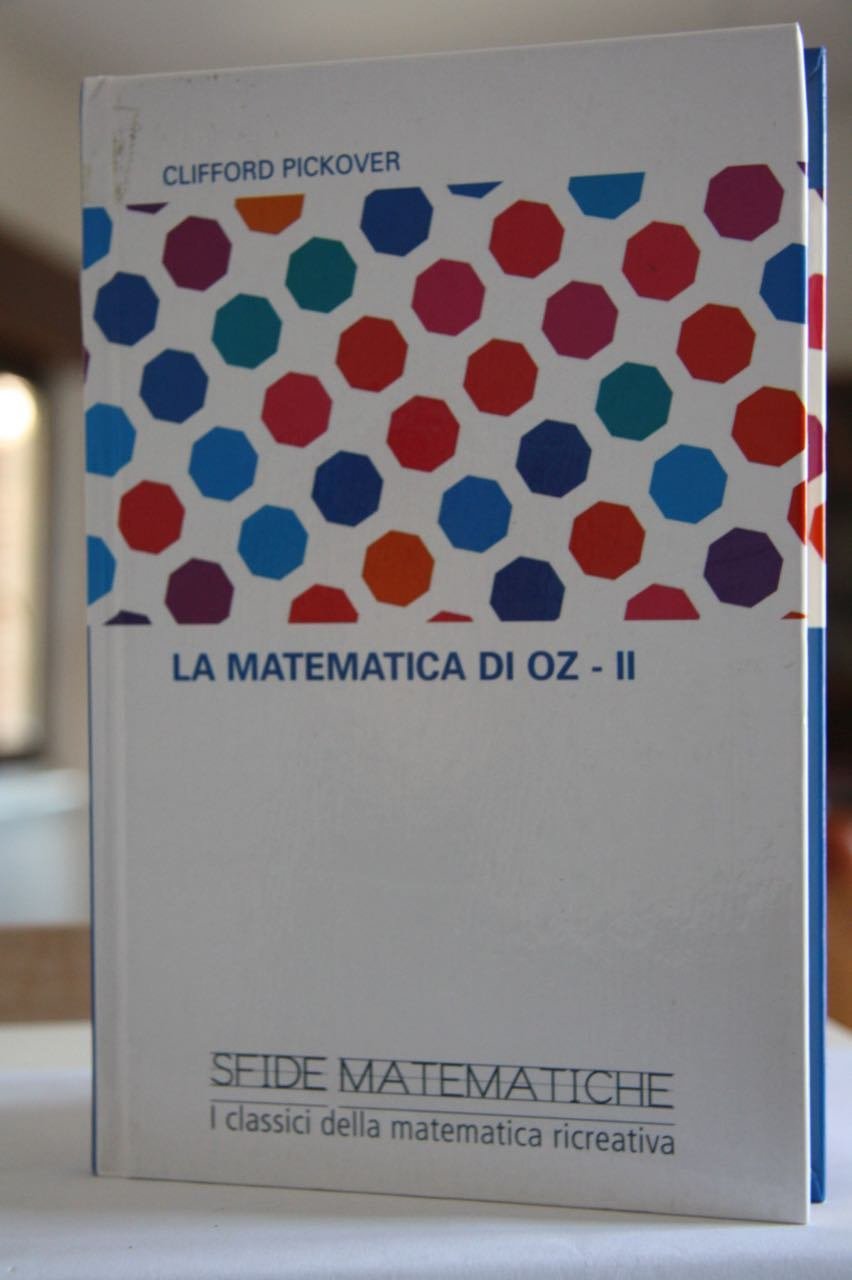 CLIFFORD PICKOVER
LA MATEMATICA DI OZ - II
SFIDE MATEMATICHE
I classici della matematica ricreativa